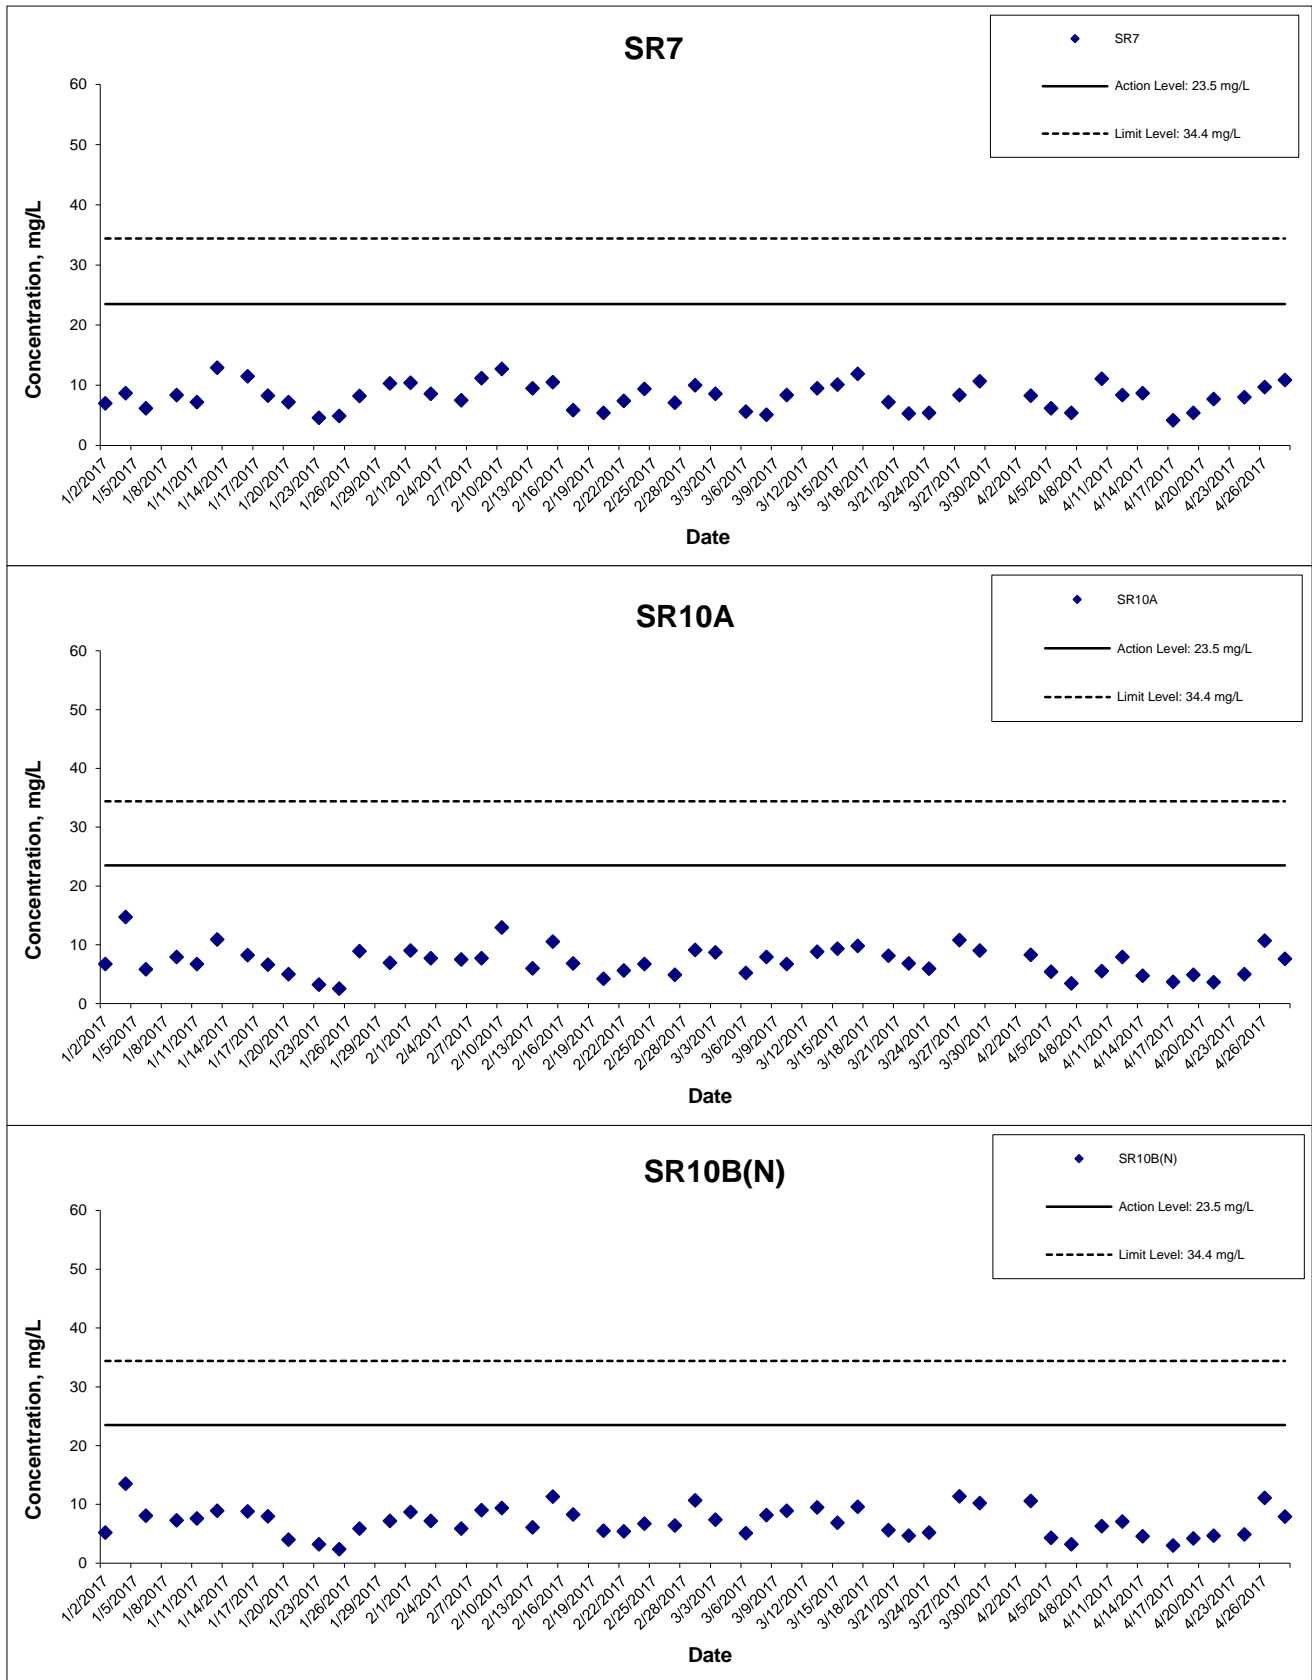 SR7
SR7
Action Level: 23.5 mg/L
Limit Level: 34.4 mg/L
Concentration, mg/L
60
50
40
30
20
10
0
1/2/2017 1/5/2017 1/8/2017 1/11/2017 1/14/2017 1/17/2017 1/20/2017 1/23/2017 1/26/2017 1/29/2017 2/1/2017 2/4/2017 2/7/2017 2/10/2017 2/13/2017 2/16/2017 2/19/2017 2/22/2017 2/25/2017 2/28/2017 3/3/2017 3/6/2017 3/9/2017 3/12/2017 3/15/2017 3/18/2017 3/21/2017 3/24/2017 3/27/2017 3/30/2017 4/2/2017 4/5/2017 4/8/2017 4/11/2017 4/14/2017 4/17/2017 4/20/2017 4/23/2017 4/26/2017
Date
SR10A
SR10A
Action Level: 23.5 mg/L
Limit Level: 34.4 mg/L
Concentration, mg/L
60
50
40
30
20
10
0
1/2/2017 1/5/2017 1/8/2017 1/11/2017 1/14/2017 1/17/2017 1/20/2017 1/23/2017 1/26/2017 1/29/2017 2/1/2017 2/4/2017 2/7/2017 2/10/2017 2/13/2017 2/16/2017 2/19/2017 2/22/2017 2/25/2017 2/28/2017 3/3/2017 3/6/2017 3/9/2017 3/12/2017 3/15/2017 3/18/2017 3/21/2017 3/24/2017 3/27/2017 3/30/2017 4/2/2017 4/5/2017 4/8/2017 4/11/2017 4/14/2017 4/17/2017 4/20/2017 4/23/2017 4/26/2017
Date
SR10B(N)
SR10B(N)
Action Level: 23.5 mg/L
Limit Level: 34.4 mg/L
Concentration, mg/L
60
50
40
30
20
10
0
1/2/2017 1/5/2017 1/8/2017 1/11/2017 1/14/2017 1/17/2017 1/20/2017 1/23/2017 1/26/2017 1/29/2017 2/1/2017 2/4/2017 2/7/2017 2/10/2017 2/13/2017 2/16/2017 2/19/2017 2/22/2017 2/25/2017 2/28/2017 3/3/2017 3/6/2017 3/9/2017 3/12/2017 3/15/2017 3/18/2017 3/21/2017 3/24/2017 3/27/2017 3/30/2017 4/2/2017 4/5/2017 4/8/2017 4/11/2017 4/14/2017 4/17/2017 4/20/2017 4/23/2017 4/26/2017
Date